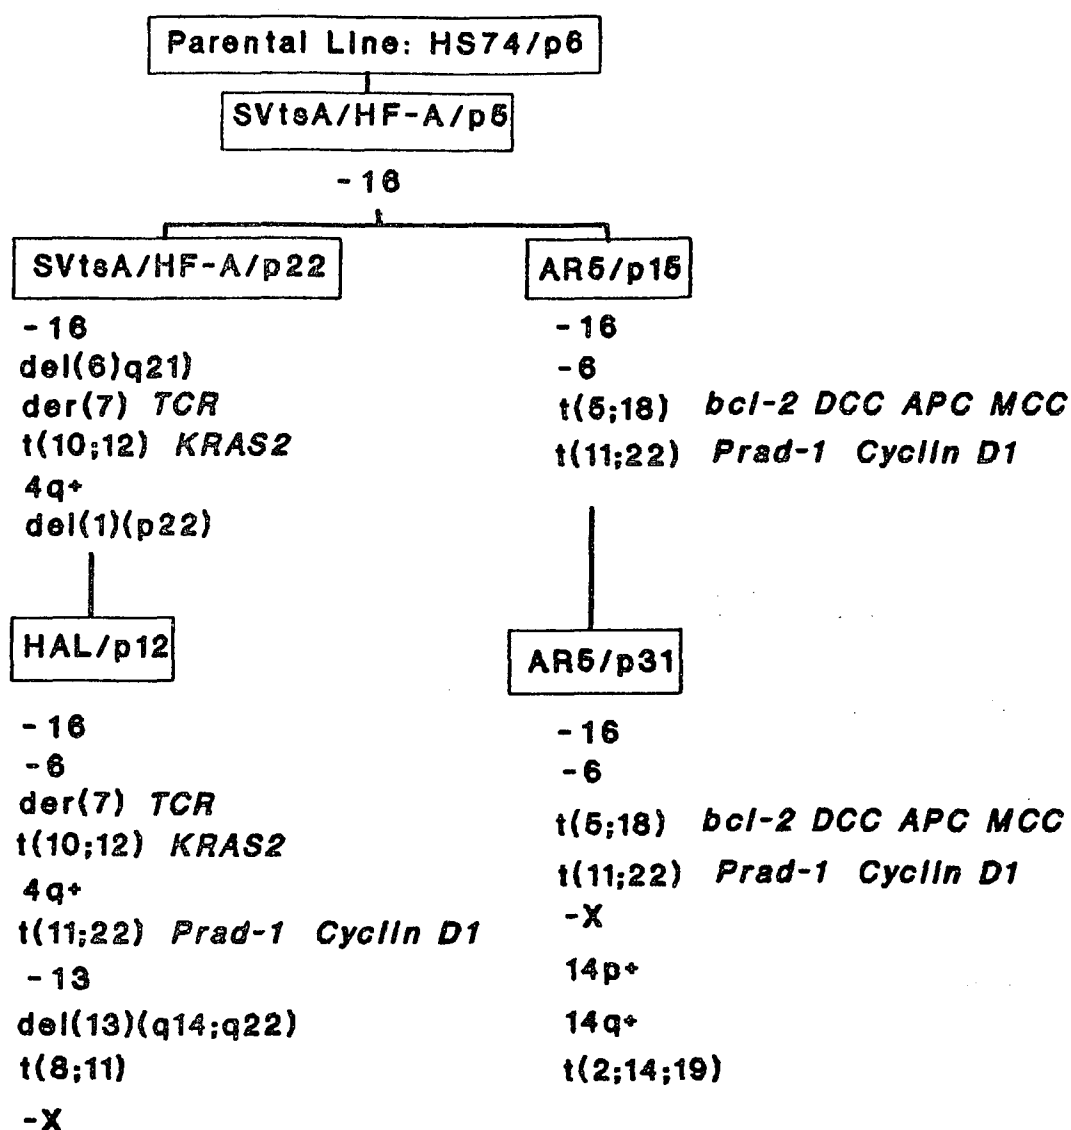 Parental Line: HS74/p6
SVtsA/HF-A/p5
-16
SVtsA/HF-A/p22
-16
del(6)q21)
der(7) TCR
t(10;12) KRAS2
4q+
del(1)(p22)
AR5/p15
-16
-6
t(5;18) bcl-2 DCC APC MCC
t(11;22) Prad-1 Cyclin D1
HAL/p12
-16
-6
der(7) TCR
t(10;12) KRAS2
4q+
t(11;22) Prad-1 Cyclin D1
-13
del(13)(q14;q22)
t(8;11)
-X
AR5/p31
-16
-6
t(5;18) bcl-2 DCC APC MCC
t(11;22) Prad-1 Cyclin D1
-X
14p+
14q+
t(2;14;19)